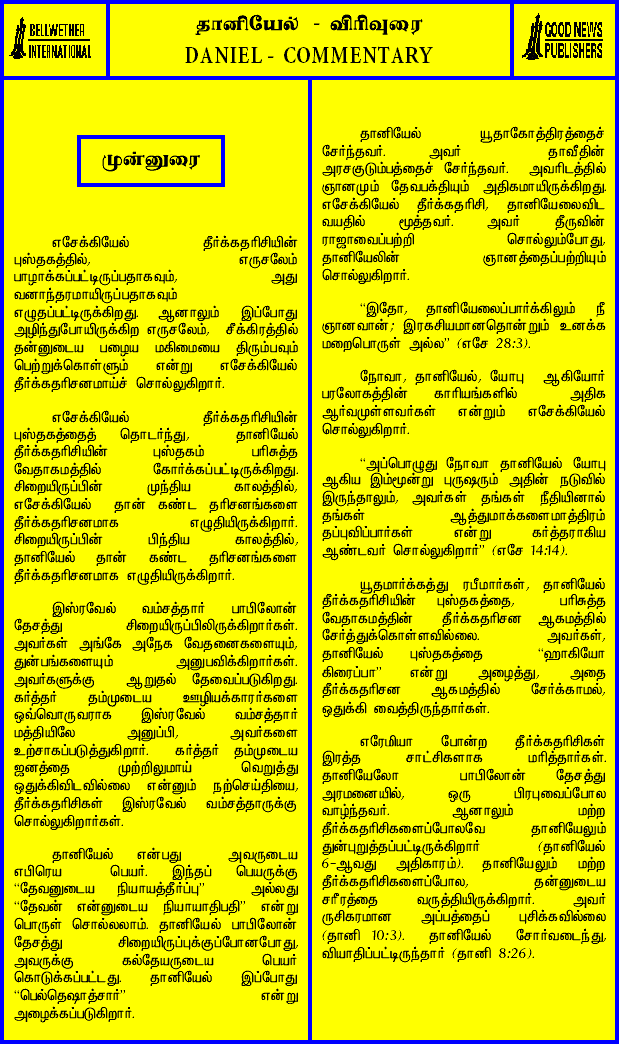 BELLWETHER
INTERNATIONAL
தானியேல் - விரிவுரை
DANIEL - COMMENTARY
GOOD NEWS
PUBLISHERS
முன்னுரை
எசேக்கியேல் தீர்க்கதரிசியின்
புஸ்தகத்தில், எருசலேம்
பாழாக்கப்பட்டிருப்பதாகவும், அது
வனாந்தரமாயிருப்பதாகவும்
எழுதப்பட்டிருக்கிறது. ஆனாலும் இப்போது
அழிந்துபோயிருக்கிற எருசலேம், சீக்கிரத்தில்
தன்னுடைய பழைய மகிமையை திரும்பவும்
பெற்றுக்கொள்ளும் என்று எசேக்கியேல்
தீர்க்கதரிசனமாய்ச் சொல்லுகிறார்.
எசேக்கியேல் தீர்க்கதரிசியின்
புஸ்தகத்தைத் தொடர்ந்து, தானியேல்
தீர்க்கதரிசியின் புஸ்தகம் பரிசுத்த
வேதாகமத்தில் கோர்க்கப்பட்டிருக்கிறது.
சிறையிருப்பின் முந்திய காலத்தில்,
எசேக்கியேல் தான் கண்ட தரிசனங்களை
தீர்க்கதரிசனமாக எழுதியிருக்கிறார்.
சிறையிருப்பின் பிந்திய காலத்தில்,
தானியேல் தான் கண்ட தரிசனங்களை
தீர்க்கதரிசனமாக எழுதியிருக்கிறார்.
இஸ்ரவேல் வம்சத்தார் பாபிலோன்
தேசத்து சிறையிருப்பிலிருக்கிறார்கள்.
அவர்கள் அங்கே அநேக வேதனைகளையும்,
துன்பங்களையும் அனுபவிக்கிறார்கள்.
அவர்களுக்கு ஆறுதல் தேவைப்படுகிறது.
கர்த்தர் தம்முடைய ஊழியக்காரர்களை
ஒவ்வொருவராக இஸ்ரவேல் வம்சத்தார்
மத்தியிலே அனுப்பி, அவர்களை
உற்சாகப்படுத்துகிறார். கர்த்தர் தம்முடைய
ஜனத்தை முற்றிலுமாய் வெறுத்து
ஒதுக்கிவிடவில்லை என்னும் நற்செய்தியை,
தீர்க்கதரிசிகள் இஸ்ரவேல் வம்சத்தாருக்கு
சொல்லுகிறார்கள்.
தானியேல் என்பது அவருடைய
எபிரெய பெயர். இந்தப் பெயருக்கு
“தேவனுடைய நியாயத்தீர்ப்பு” அல்லது
“தேவன் என்னுடைய நியாயாதிபதி” என்று
பொருள் சொல்லலாம். தானியேல் பாபிலோன்
தேசத்து சிறையிருப்புக்குப்போனபோது,
அவருக்கு கல்தேயருடைய பெயர்
கொடுக்கப்பட்டது. தானியேல் இப்போது
“பெல்தெஷாத்சார்” என்று
அழைக்கப்படுகிறார்.
தானியேல் யூதாகோத்திரத்தைச்
சேர்ந்தவர். அவர் தாவீதின்
அரசகுடும்பத்தைச் சேர்ந்தவர். அவரிடத்தில்
ஞானமும் தேவபக்தியும் அதிகமாயிருக்கிறது.
எசேக்கியேல் தீர்க்கதரிசி, தானியேலைவிட
வயதில் மூத்தவர். அவர் தீருவின்
ராஜாவைப்பற்றி சொல்லும்போது,
தானியேலின் ஞானத்தைப்பற்றியும்
சொல்லுகிறார்.
“இதோ, தானியேலைப்பார்க்கிலும் நீ
ஞானவான்; இரகசியமானதொன்றும் உனக்க
மறைபொருள் அல்ல” (எசே 28:3).
நோவா, தானியேல், யோபு ஆகியோர்
பரலோகத்தின் காரியங்களில் அதிக
ஆர்வமுள்ளவர்கள் என்றும் எசேக்கியேல்
சொல்லுகிறார்.
“அப்பொழுது நோவா தானியேல் யோபு
ஆகிய இம்மூன்று புருஷரும் அதின் நடுவில்
இருந்தாலும், அவர்கள் தங்கள் நீதியினால்
தங்கள் ஆத்துமாக்களைமாத்திரம்
தப்புவிப்பார்கள் என்று கர்த்தராகிய
ஆண்டவர் சொல்லுகிறார்” (எசே 14:14).
யூதமார்க்கத்து ரபீமார்கள், தானியேல்
தீர்க்கதரிசியின் புஸ்தகத்தை, பரிசுத்த
வேதாகமத்தின் தீர்க்கதரிசன ஆகமத்தில்
சேர்த்துக்கொள்ளவில்லை. அவர்கள்,
தானியேல் புஸ்தகத்தை “ஹாகியோ
கிரைப்பா” என்று அழைத்து, அதை
தீர்க்கதரிசன ஆகமத்தில் சேர்க்காமல்,
ஒதுக்கி வைத்திருந்தார்கள்.
எரேமியா போன்ற தீர்க்கதரிசிகள்
இரத்த சாட்சிகளாக மரித்தார்கள்.
தானியேலோ பாபிலோன் தேசத்து
அரமனையில், ஒரு பிரபுவைப்போல
வாழ்ந்தவர். ஆனாலும் மற்ற
தீர்க்கதரிசிகளைப்போலவே தானியேலும்
துன்புறுத்தப்பட்டிருக்கிறார் (தானியேல்
6-ஆவது அதிகாரம்). தானியேலும் மற்ற
தீர்க்கதரிசிகளைப்போல, தன்னுடைய
சரீரத்தை வருத்தியிருக்கிறார். அவர்
ருசிகரமான அப்பத்தைப் புசிக்கவில்லை
(தானி 10:3). தானியேல் சோர்வடைந்து,
வியாதிப்பட்டிருந்தார் (தானி 8:26).